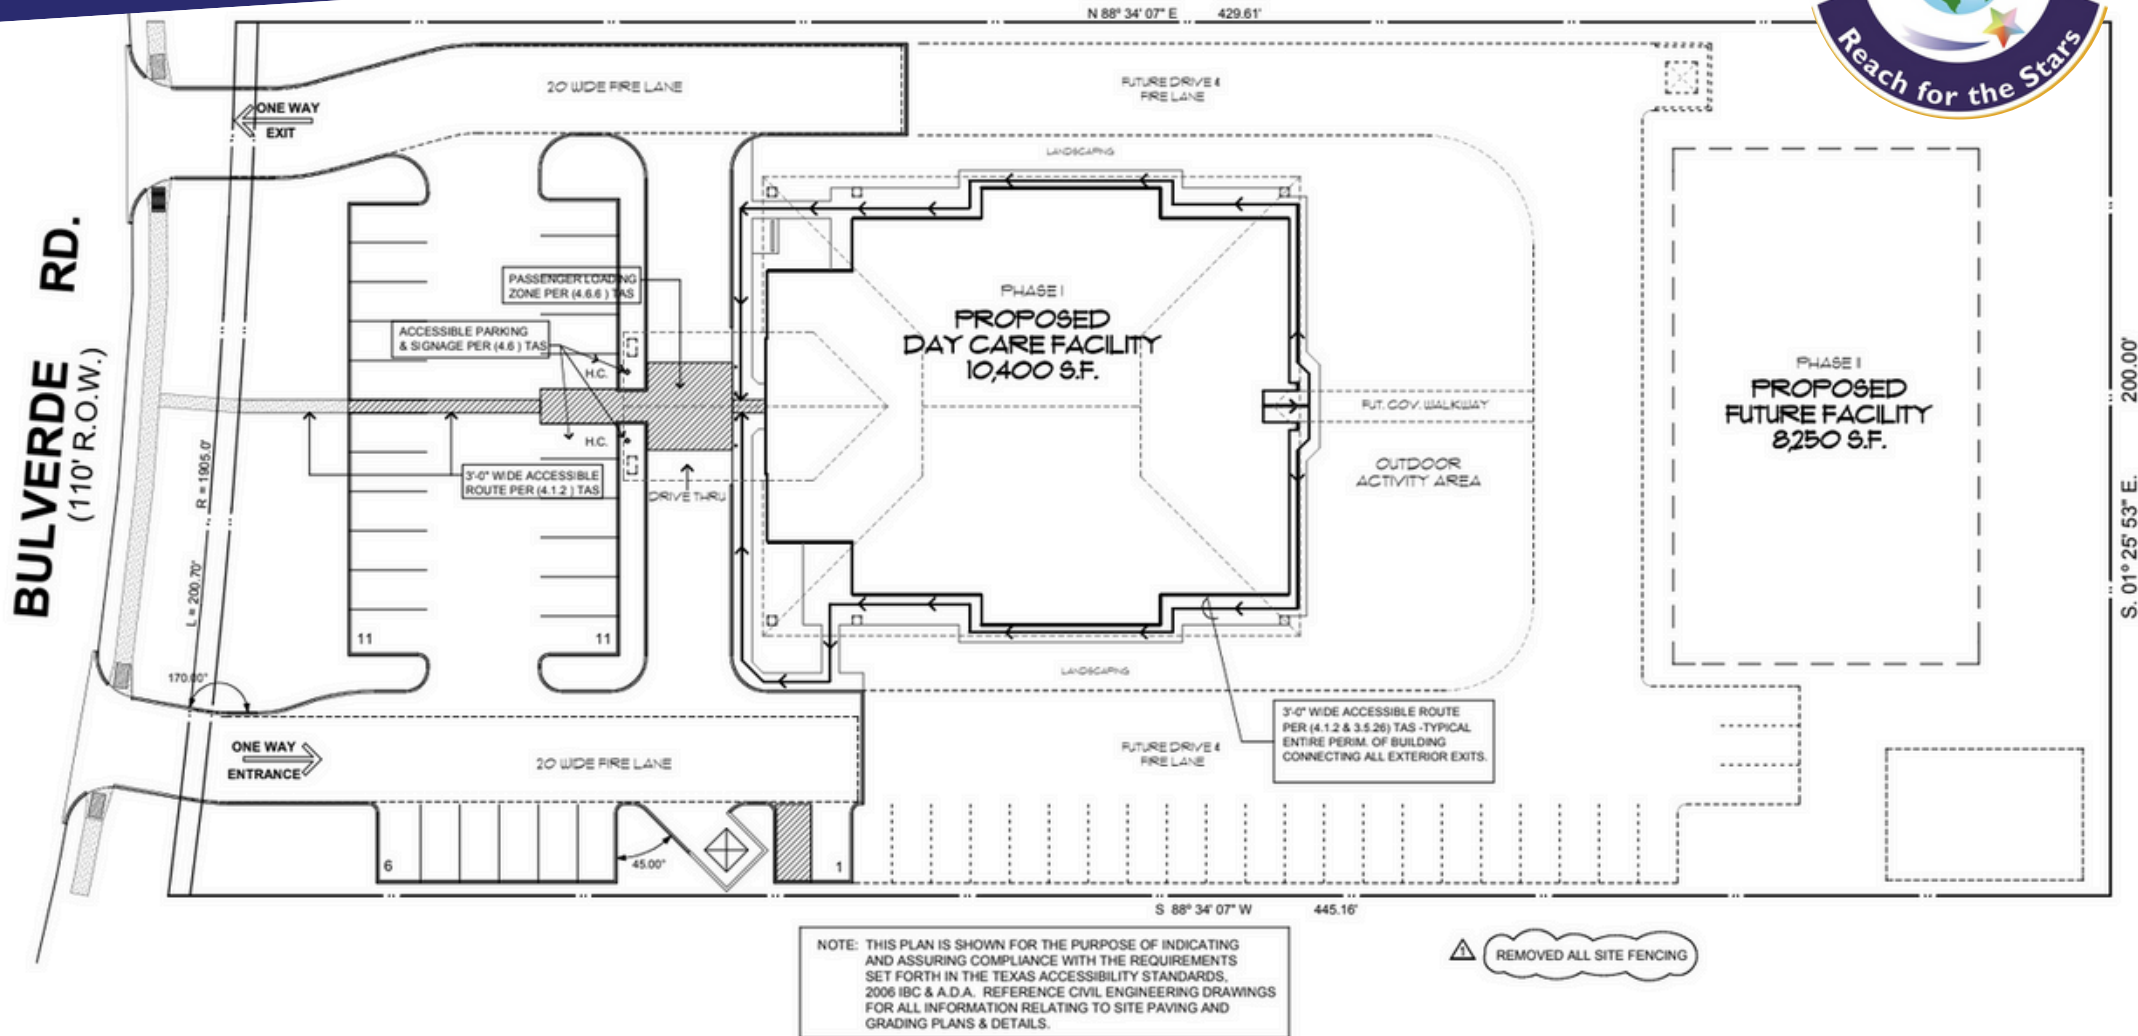 N 88° 34' 07" E 429.61'
Reach for the Stars
20 WIDE FIRE LANE
FUTURE DRIVE &
FIRE LANE
ONE WAY
EXIT
LANDSCAPING
BULVERDE RD.
(110' R.O.W.)
PASSENGER LOADING
ZONE PER (4.6.6 ) TAS
ACCESSIBLE PARKING
& SIGNAGE PER (4.6 ) TAS
H.C.
H.C.
PHASE I
PROPOSED
DAY CARE FACILITY
10,400 S.F.
PHASE II
PROPOSED
FUTURE FACILITY
8,250 S.F.
FUT. COV. WALKWAY
OUTDOOR
ACTIVITY AREA
3'-0" WIDE ACCESSIBLE
ROUTE PER (4.1.2 ) TAS
DRIVE THRU
R = 1905.0'
L = 200.70'
200.00'
S. 01° 25' 53" E.
11
11
170.00°
LANDSCAPING
3'-0" WIDE ACCESSIBLE ROUTE
PER (4.1.2 & 3.5.26) TAS -TYPICAL
ENTIRE PERIM. OF BUILDING
CONNECTING ALL EXTERIOR EXITS.
ONE WAY
ENTRANCE
20 WIDE FIRE LANE
FUTURE DRIVE &
FIRE LANE
6
45.00°
1
S 88° 34' 07" W 445.16'
NOTE: THIS PLAN IS SHOWN FOR THE PURPOSE OF INDICATING
AND ASSURING COMPLIANCE WITH THE REQUIREMENTS
SET FORTH IN THE TEXAS ACCESSIBILITY STANDARDS,
2006 IBC & A.D.A. REFERENCE CIVIL ENGINEERING DRAWINGS
FOR ALL INFORMATION RELATING TO SITE PAVING AND
GRADING PLANS & DETAILS.
1 REMOVED ALL SITE FENCING